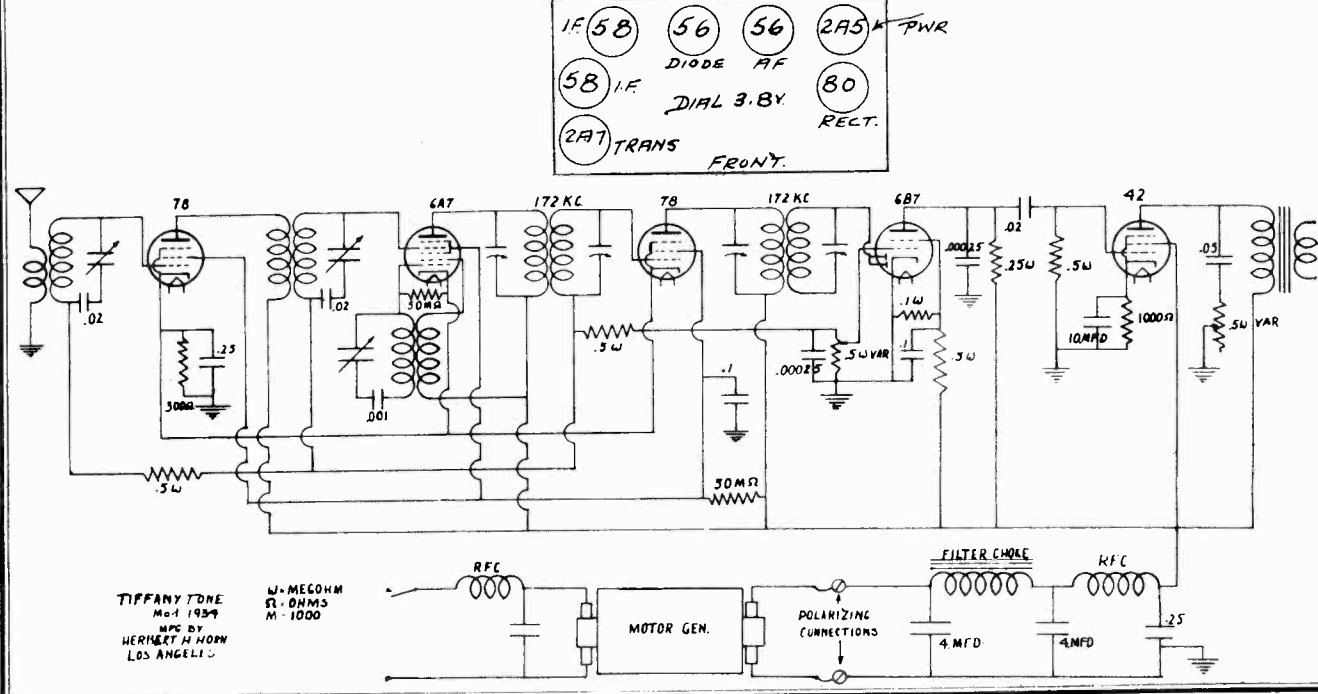 I.F. 58 56 56 2A5 PWR
DIODE AF
58 I.F. DIAL 3.8V. 80
RECT.
2A7 TRANS
FRONT.
78 6A7 172 KC. 78 172 KC 6B7 42
.02 .02 50MΩ .00025 .02 .25ω .5ω .05
.1ω 1000Ω
.25 .5ω .5ω VAR .1 .5ω 10MFD .5ω VAR
300Ω .001 .1 .00025
.5ω 50MΩ
RFC FILTER CHOKE RFC
TIFFANY TONE
Mod 1934
MFG BY
HERBERT H HORN
LOS ANGELES
ω - MEGOHM
Ω - OHMS
M - 1000
MOTOR GEN.
POLARIZING
CONNECTIONS
4 MFD 4 MFD .25